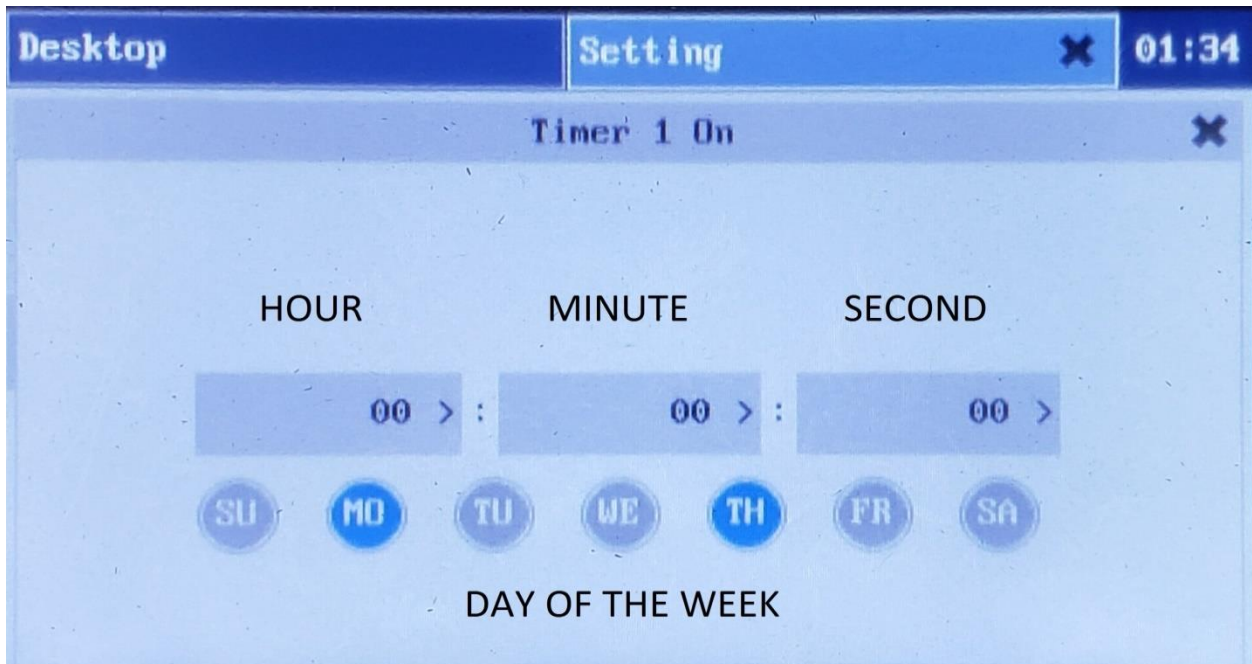 Desktop
Setting ✖ 01:34
Timer 1 On ✖
HOUR MINUTE SECOND
00 > : 00 > : 00 >
SU MO TU WE TH FR SA
DAY OF THE WEEK